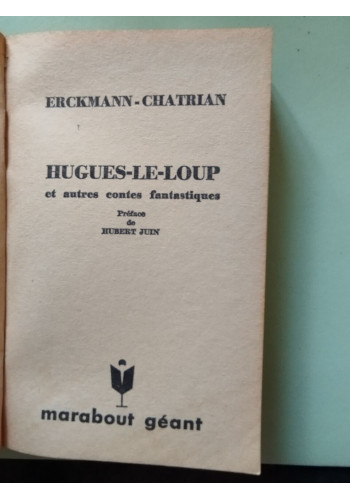 ERCKMANN-CHATRIAN
HUGUES-LE-LOUP
et autres contes fantastiques
Préface
de
HUBERT JUIN
marabout géant